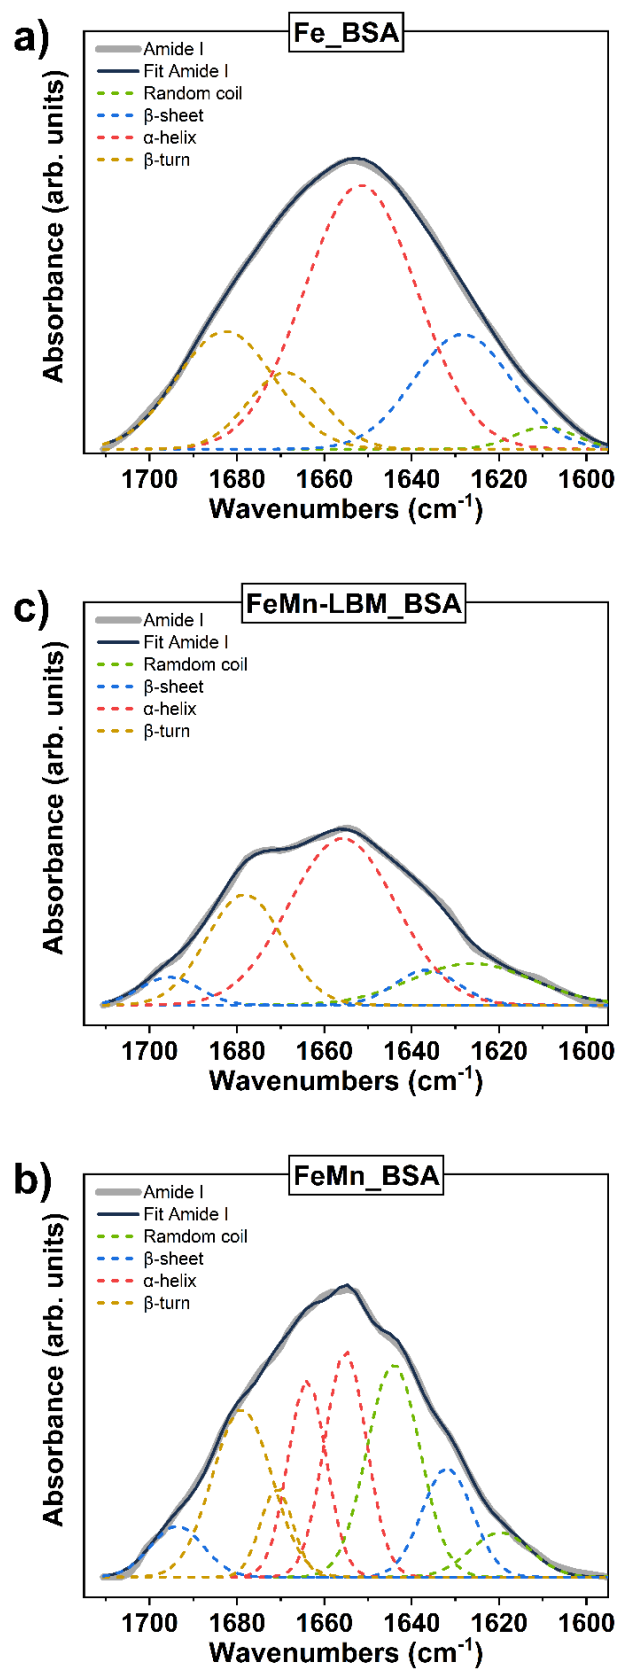 a)
Fe_BSA
Amide I
Fit Amide I
Random coil
β-sheet
α-helix
β-turn
Absorbance (arb. units)
1700 1680 1660 1640 1620 1600
Wavenumbers (cm-1)
c)
FeMn-LBM_BSA
Amide I
Fit Amide I
Ramdom coil
β-sheet
α-helix
β-turn
Absorbance (arb. units)
1700 1680 1660 1640 1620 1600
Wavenumbers (cm-1)
b)
FeMn_BSA
Amide I
Fit Amide I
Ramdom coil
β-sheet
α-helix
β-turn
Absorbance (arb. units)
1700 1680 1660 1640 1620 1600
Wavenumbers (cm-1)